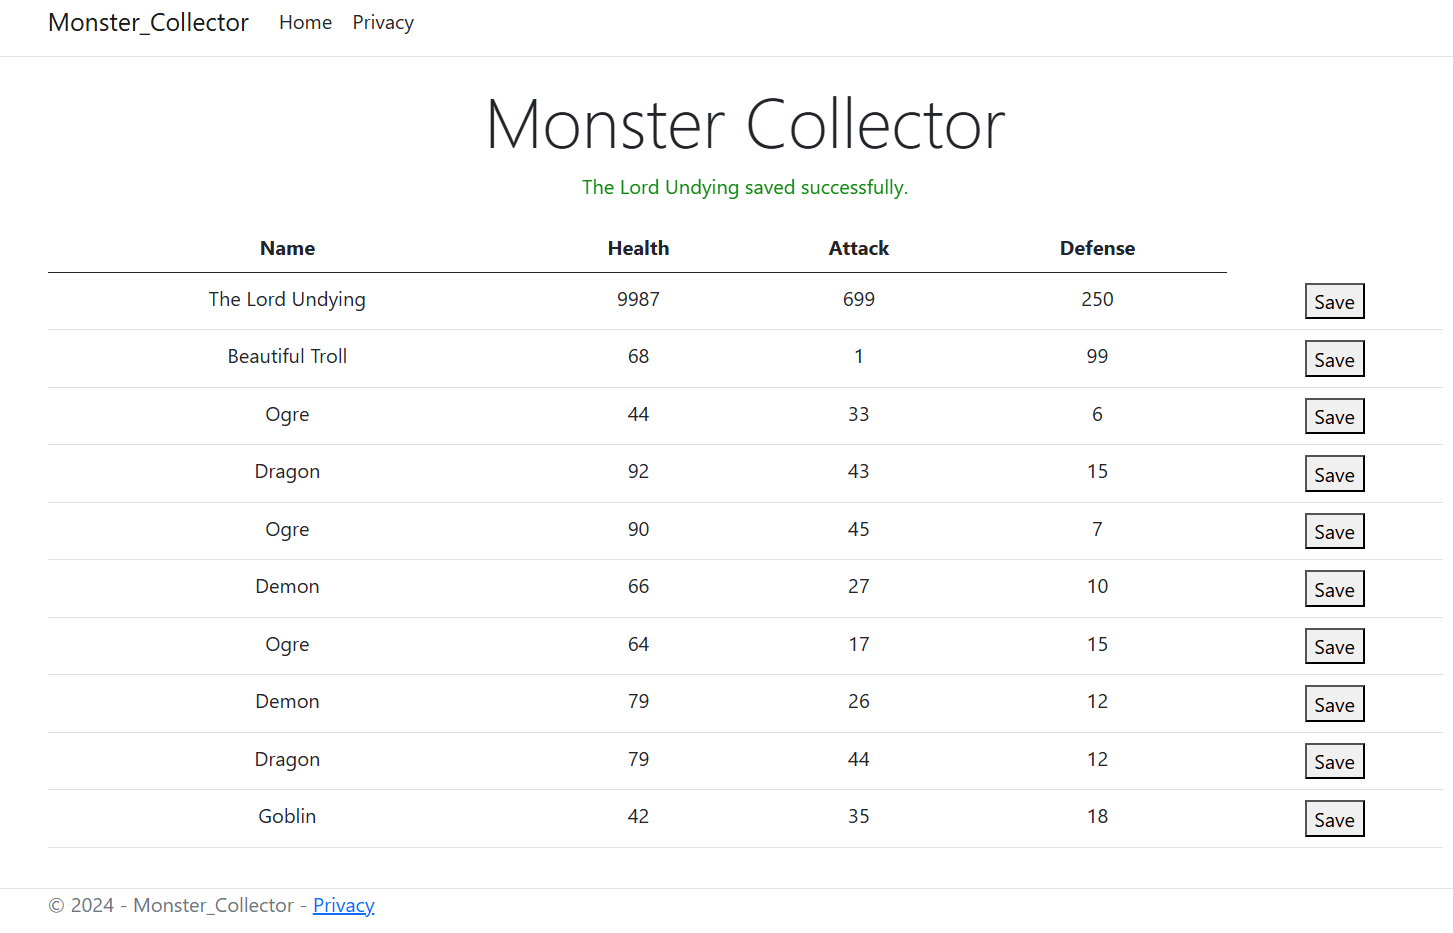 Monster_Collector Home Privacy
Monster Collector
The Lord Undying saved successfully.
Name Health Attack Defense
The Lord Undying 9987 699 250 Save
Beautiful Troll 68 1 99 Save
Ogre 44 33 6 Save
Dragon 92 43 15 Save
Ogre 90 45 7 Save
Demon 66 27 10 Save
Ogre 64 17 15 Save
Demon 79 26 12 Save
Dragon 79 44 12 Save
Goblin 42 35 18 Save
© 2024 - Monster_Collector - Privacy